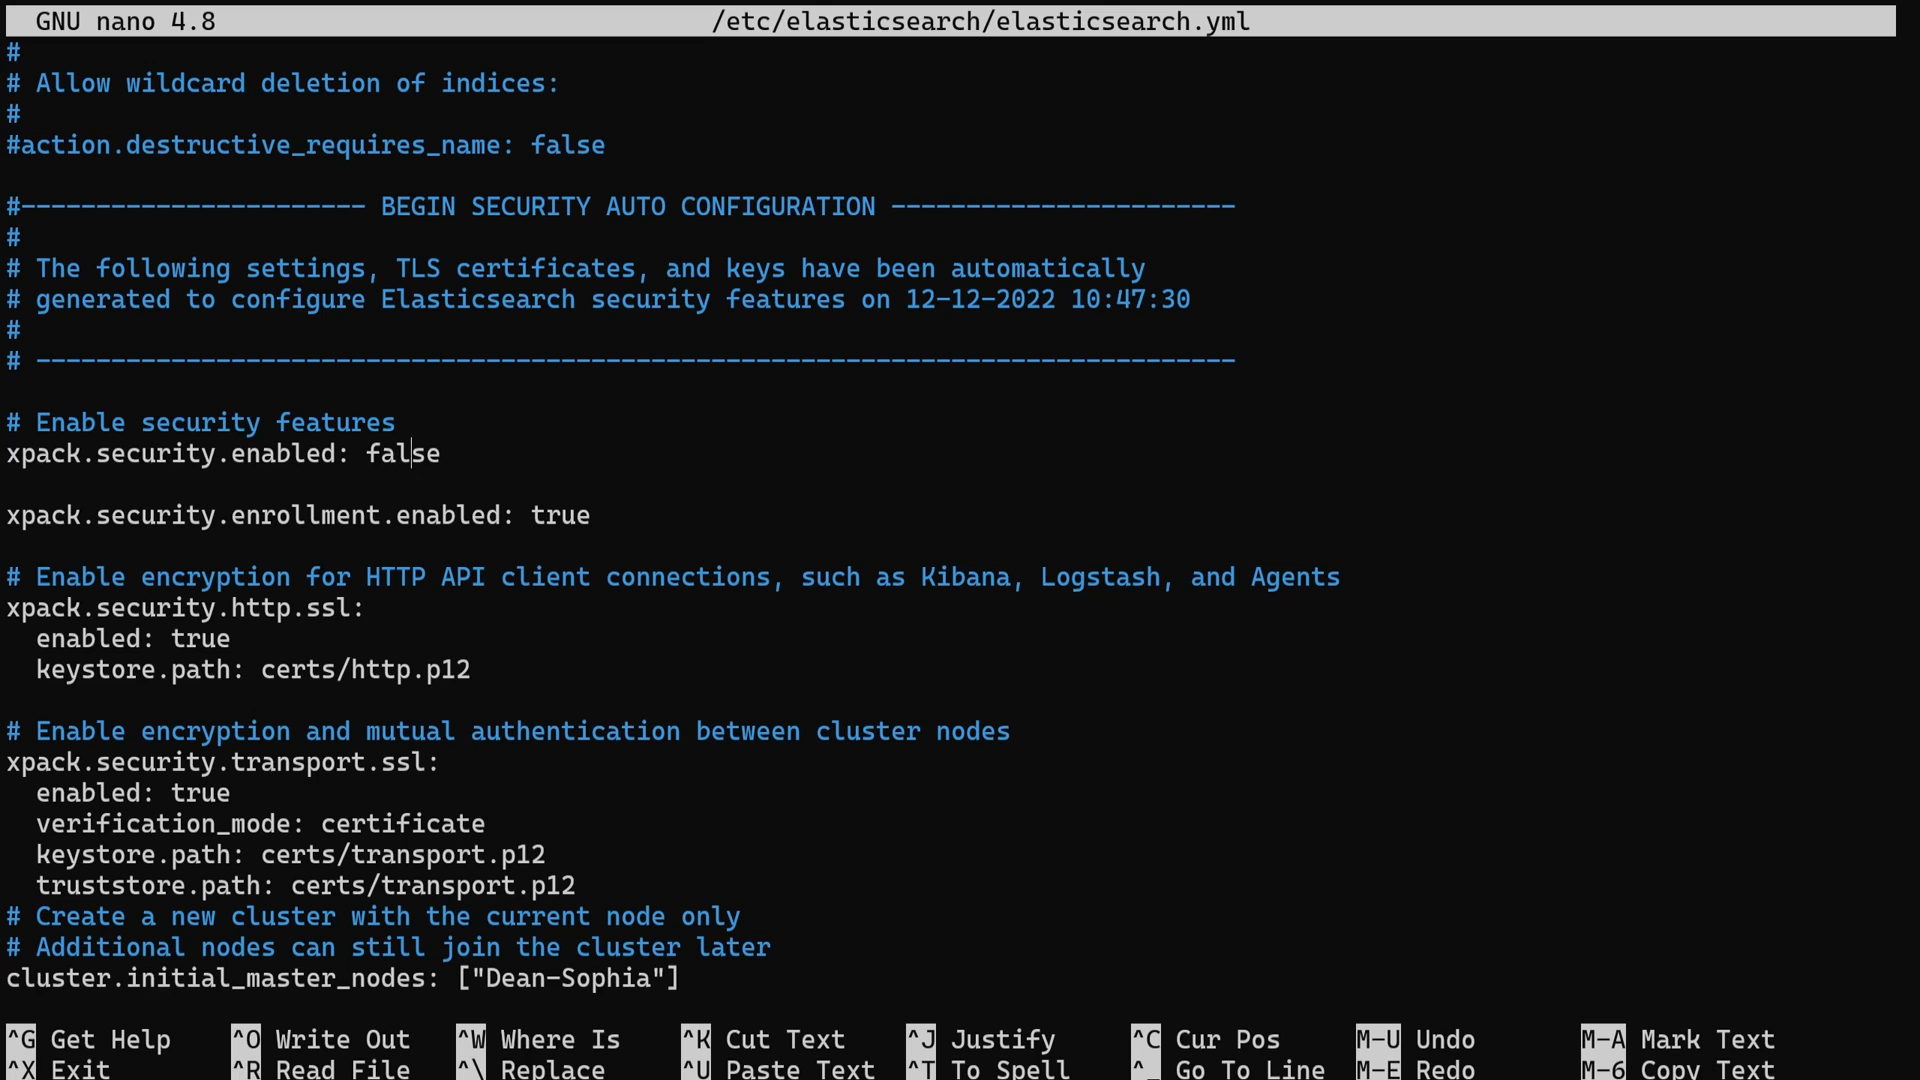 GNU nano 4.8 /etc/elasticsearch/elasticsearch.yml
#
# Allow wildcard deletion of indices:
#
#action.destructive_requires_name: false
#----------------------- BEGIN SECURITY AUTO CONFIGURATION -----------------------
#
# The following settings, TLS certificates, and keys have been automatically
# generated to configure Elasticsearch security features on 12-12-2022 10:47:30
#
# --------------------------------------------------------------------------------
# Enable security features
xpack.security.enabled: false
xpack.security.enrollment.enabled: true
# Enable encryption for HTTP API client connections, such as Kibana, Logstash, and Agents
xpack.security.http.ssl:
  enabled: true
  keystore.path: certs/http.p12
# Enable encryption and mutual authentication between cluster nodes
xpack.security.transport.ssl:
  enabled: true
  verification_mode: certificate
  keystore.path: certs/transport.p12
  truststore.path: certs/transport.p12
# Create a new cluster with the current node only
# Additional nodes can still join the cluster later
cluster.initial_master_nodes: ["Dean-Sophia"]
^G Get Help ^O Write Out ^W Where Is ^K Cut Text ^J Justify ^C Cur Pos M-U Undo M-A Mark Text
^X Exit ^R Read File ^\ Replace ^U Paste Text ^T To Spell ^_ Go To Line M-E Redo M-6 Copy Text